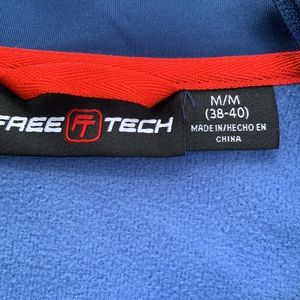 FREE FT TECH
M/M
(38-40)
MADE IN/HECHO EN
CHINA